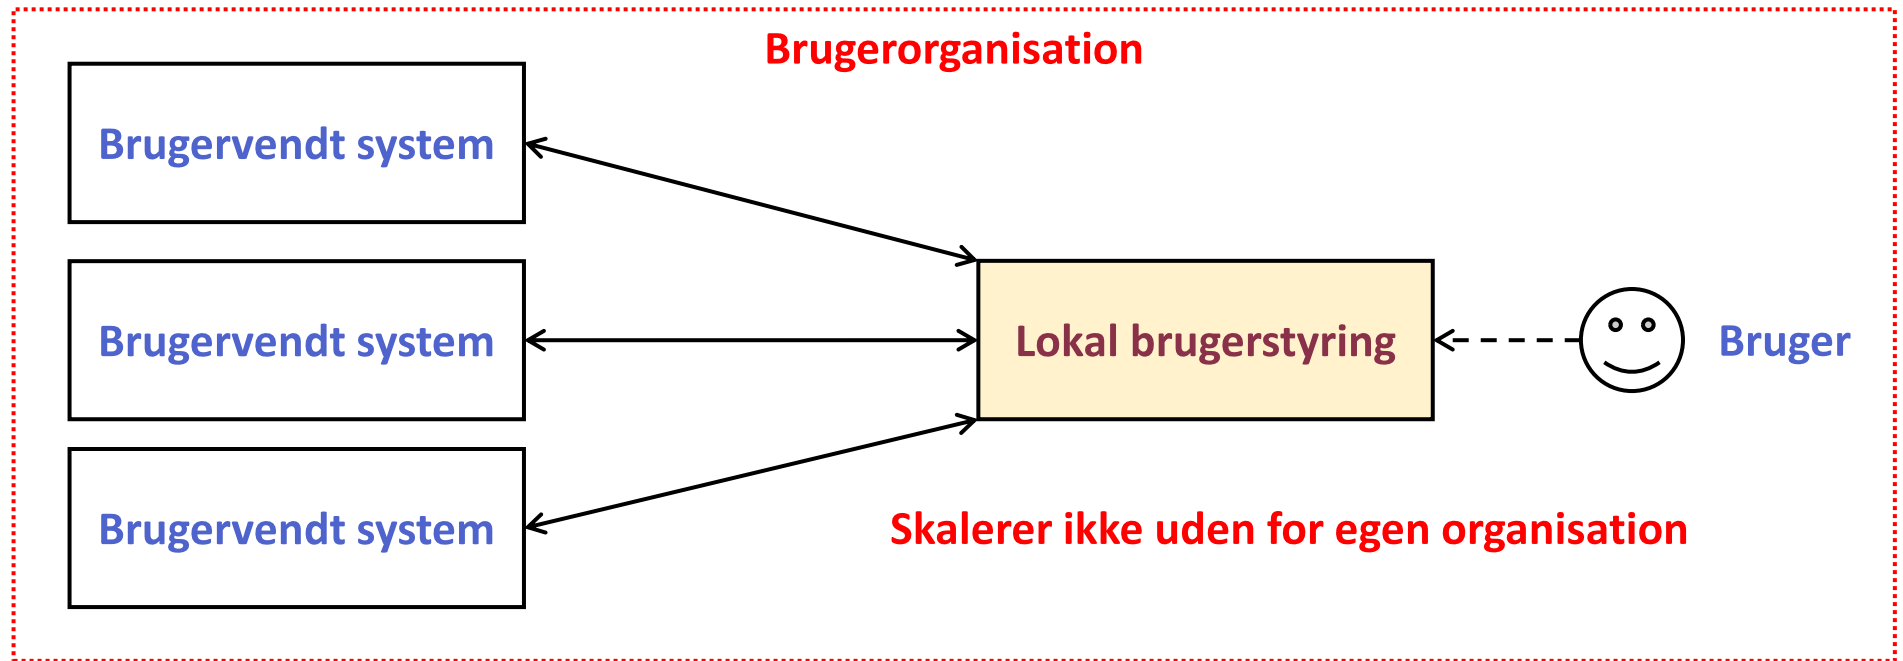 Brugerorganisation
Brugervendt system
Brugervendt system
Lokal brugerstyring
Bruger
Brugervendt system
Skalerer ikke uden for egen organisation